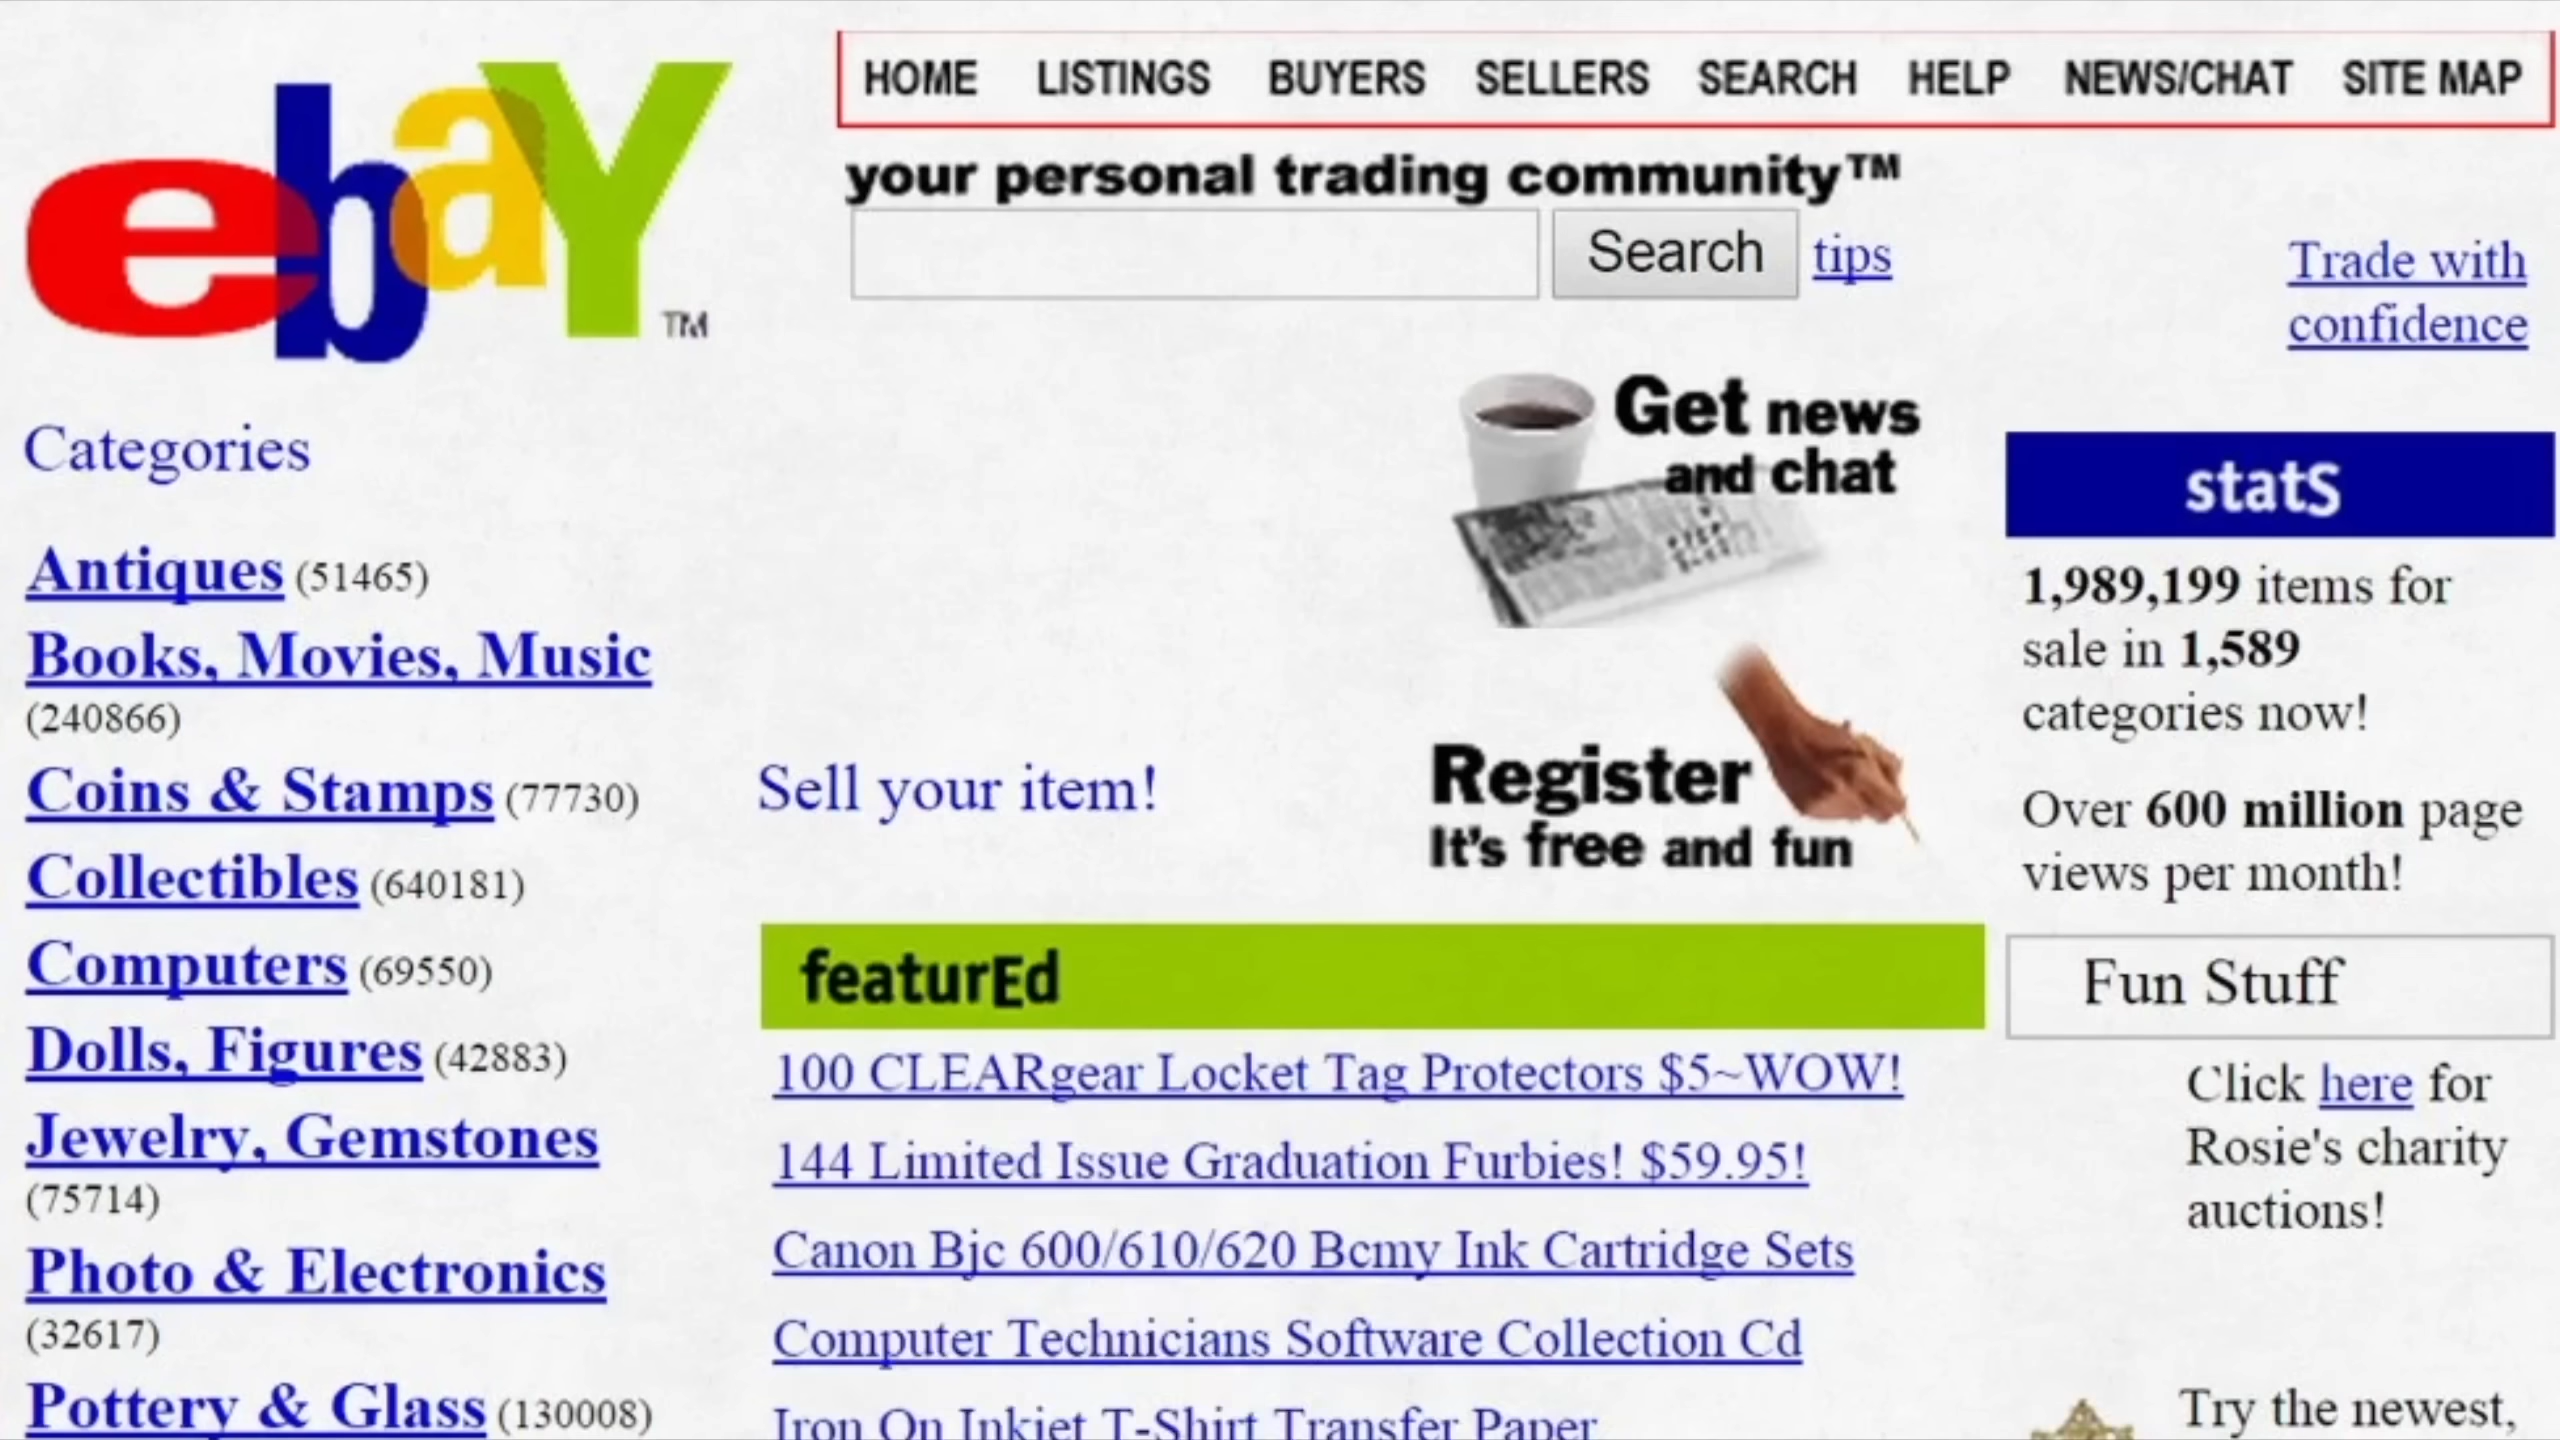 ebaY™
HOME LISTINGS BUYERS SELLERS SEARCH HELP NEWS/CHAT SITE MAP
your personal trading community™
Search tips
Trade with
confidence
Categories
Antiques (51465)
Books, Movies, Music
(240866)
Coins & Stamps (77730)
Collectibles (640181)
Computers (69550)
Dolls, Figures (42883)
Jewelry, Gemstones
(75714)
Photo & Electronics
(32617)
Pottery & Glass (130008)
Get news
and chat
Sell your item!
Register
It's free and fun
featurEd
100 CLEARgear Locket Tag Protectors $5~WOW!
144 Limited Issue Graduation Furbies! $59.95!
Canon Bjc 600/610/620 Bcmy Ink Cartridge Sets
Computer Technicians Software Collection Cd
Iron On Inkjet T-Shirt Transfer Paper
statS
1,989,199 items for
sale in 1,589
categories now!
Over 600 million page
views per month!
Fun Stuff
Click here for
Rosie's charity
auctions!
Try the newest,